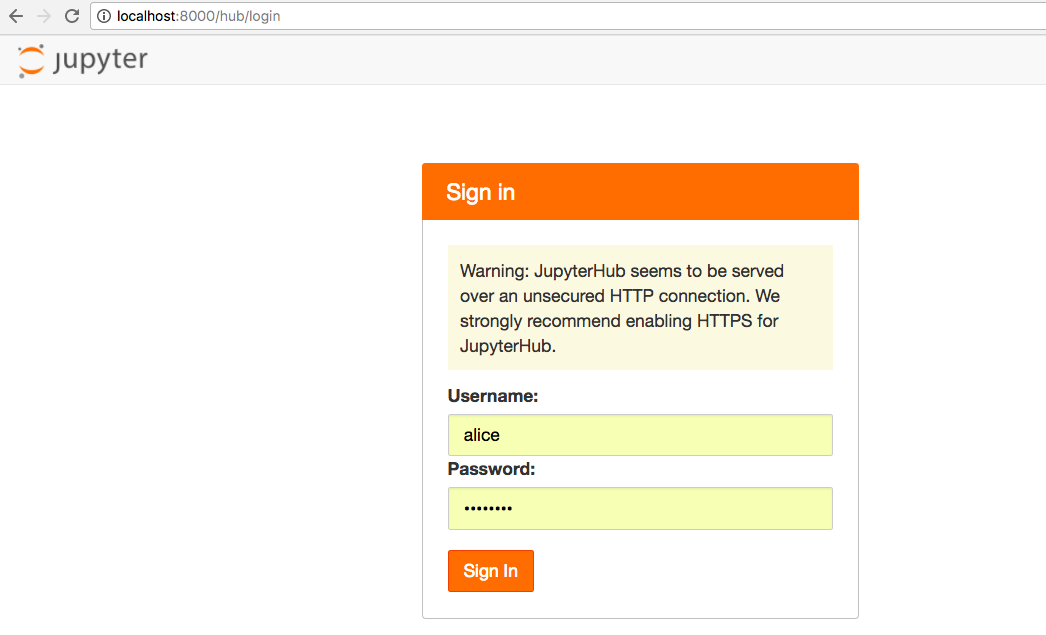 localhost:8000/hub/login
jupyter
Sign in
Warning: JupyterHub seems to be served
over an unsecured HTTP connection. We
strongly recommend enabling HTTPS for
JupyterHub.
Username:
alice
Password:
••••••••
Sign In